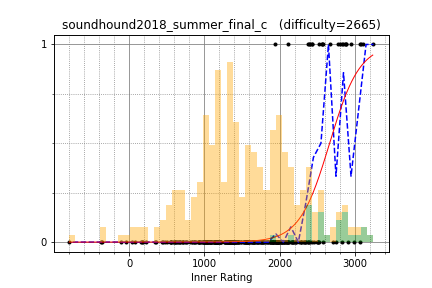 soundhound2018_summer_final_c (difficulty=2665)
1
0
0 1000 2000 3000
Inner Rating